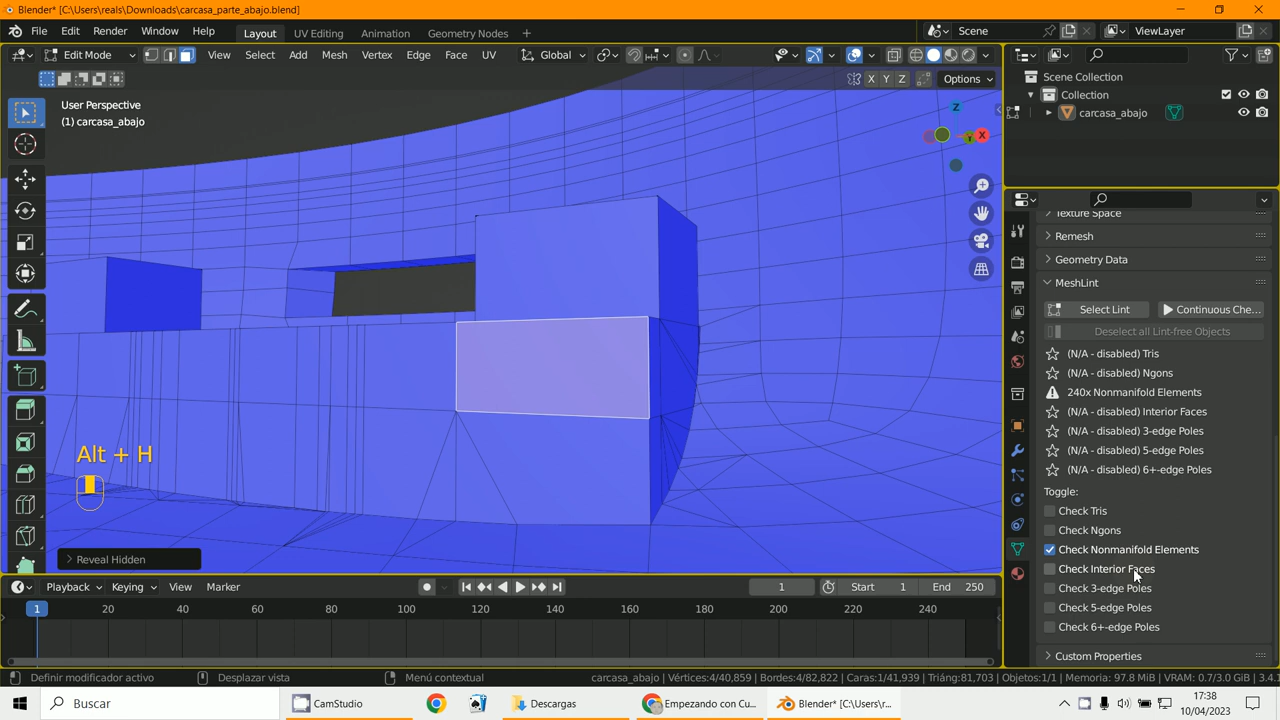 Blender* [C:\Users\reals\Downloads\carcasa_parte_abajo.blend]
File Edit Render Window Help Layout UV Editing Animation Geometry Nodes + Scene ViewLayer
Edit Mode View Select Add Mesh Vertex Edge Face UV Global
X Y Z Options
User Perspective
(1) carcasa_abajo
Z
X
Y
Alt + H
Reveal Hidden
Scene Collection
Collection
carcasa_abajo
Texture Space
Remesh
Geometry Data
MeshLint
Select Lint Continuous Che...
Deselect all Lint-free Objects
(N/A - disabled) Tris
(N/A - disabled) Ngons
240x Nonmanifold Elements
(N/A - disabled) Interior Faces
(N/A - disabled) 3-edge Poles
(N/A - disabled) 5-edge Poles
(N/A - disabled) 6+-edge Poles
Toggle:
Check Tris
Check Ngons
Check Nonmanifold Elements
Check Interior Faces
Check 3-edge Poles
Check 5-edge Poles
Check 6+-edge Poles
Custom Properties
Playback Keying View Marker 1 Start 1 End 250
1 20 40 60 80 100 120 140 160 180 200 220 240
Definir modificador activo Desplazar vista Menú contextual carcasa_abajo | Vértices:4/40,859 | Bordes:4/82,822 | Caras:1/41,939 | Triáng:81,703 | Objetos:1/1 | Memoria: 97.8 MiB | VRAM: 0.7/3.0 GiB | 3.4.
Buscar CamStudio Descargas Empezando con Cu... Blender* [C:\Users\r... 17:38
10/04/2023